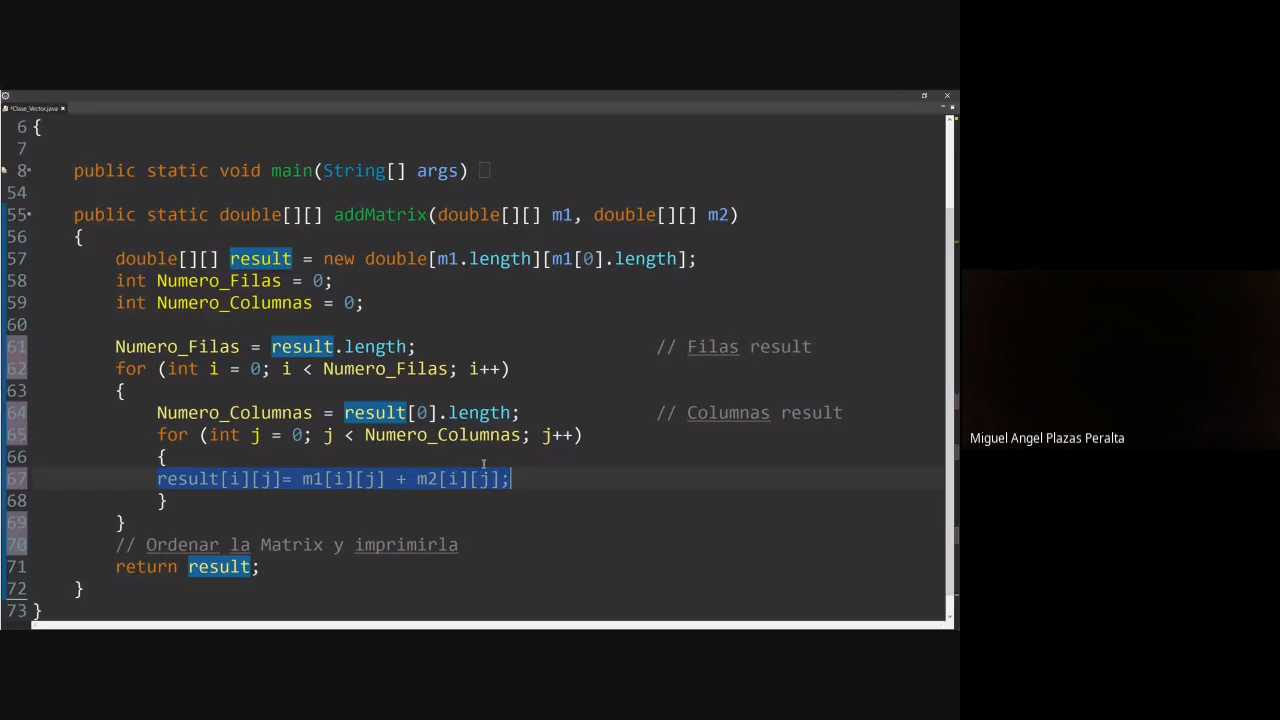 *Clase_Vector.java
6 {
7
8 public static void main(String[] args)
54
55 public static double[][] addMatrix(double[][] m1, double[][] m2)
56 {
57 double[][] result = new double[m1.length][m1[0].length];
58 int Numero_Filas = 0;
59 int Numero_Columnas = 0;
60
61 Numero_Filas = result.length; // Filas result
62 for (int i = 0; i < Numero_Filas; i++)
63 {
64 Numero_Columnas = result[0].length; // Columnas result
65 for (int j = 0; j < Numero_Columnas; j++)
66 {
67 result[i][j]= m1[i][j] + m2[i][j];
68 }
69 }
70 // Ordenar la Matrix y imprimirla
71 return result;
72 }
73 }
Miguel Angel Plazas Peralta